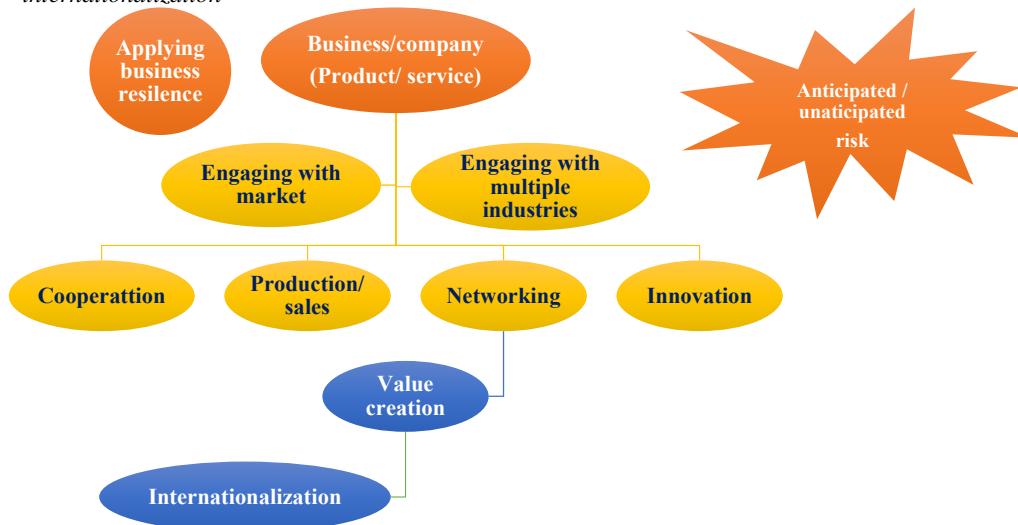 internationalization
Applying
business
resilence
Business/company
(Product/ service)
Anticipated /
unaticipated
risk
Engaging with
market
Engaging with
multiple
industries
Cooperattion
Production/
sales
Networking
Innovation
Value
creation
Internationalization